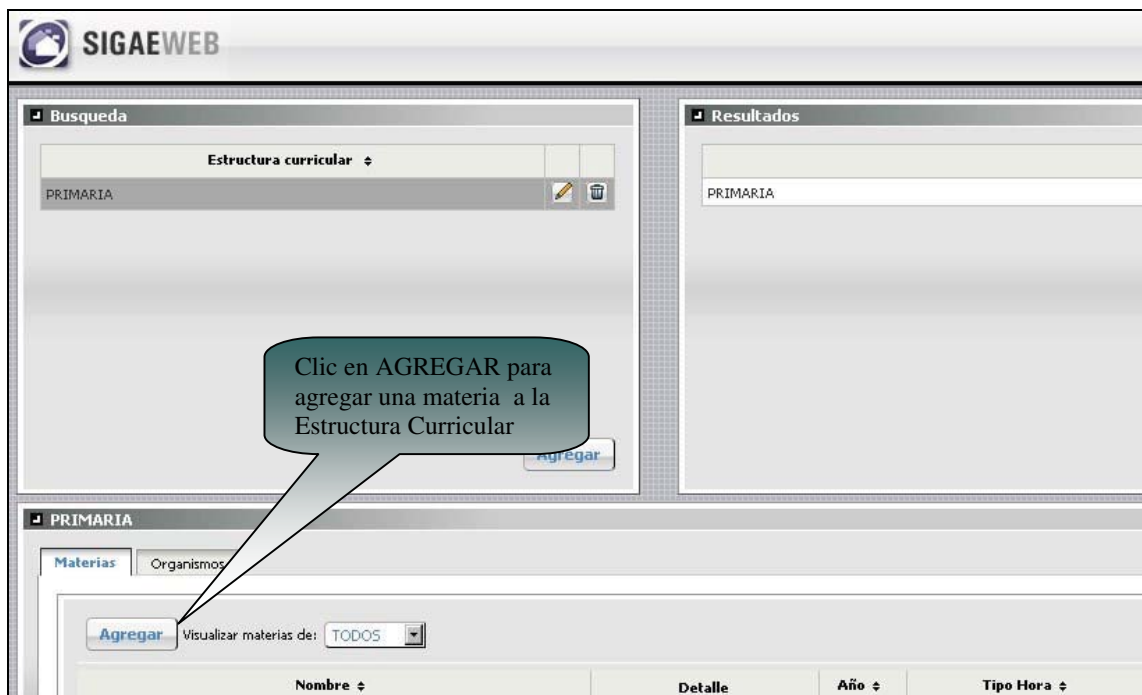 SIGAEWEB
Busqueda
Estructura curricular
PRIMARIA
Resultados
PRIMARIA
Clic en AGREGAR para
agregar una materia a la
Estructura Curricular
Agregar
PRIMARIA
Materias Organismos
Agregar Visualizar materias de: TODOS
Nombre Detalle Año Tipo Hora